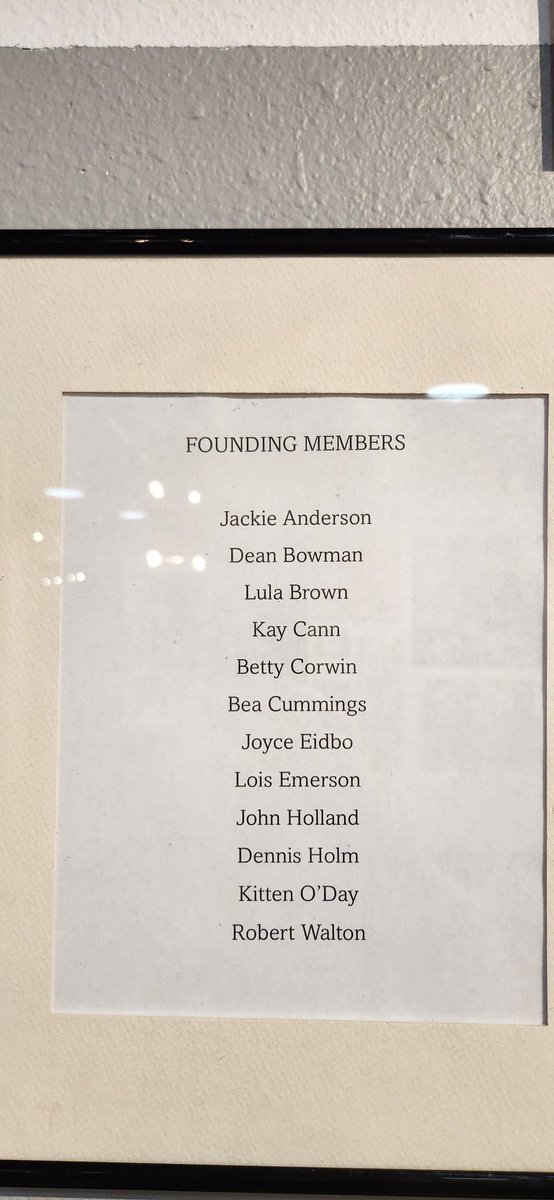 FOUNDING MEMBERS
Jackie Anderson
Dean Bowman
Lula Brown
Kay Cann
Betty Corwin
Bea Cummings
Joyce Eidbo
Lois Emerson
John Holland
Dennis Holm
Kitten O’Day
Robert Walton